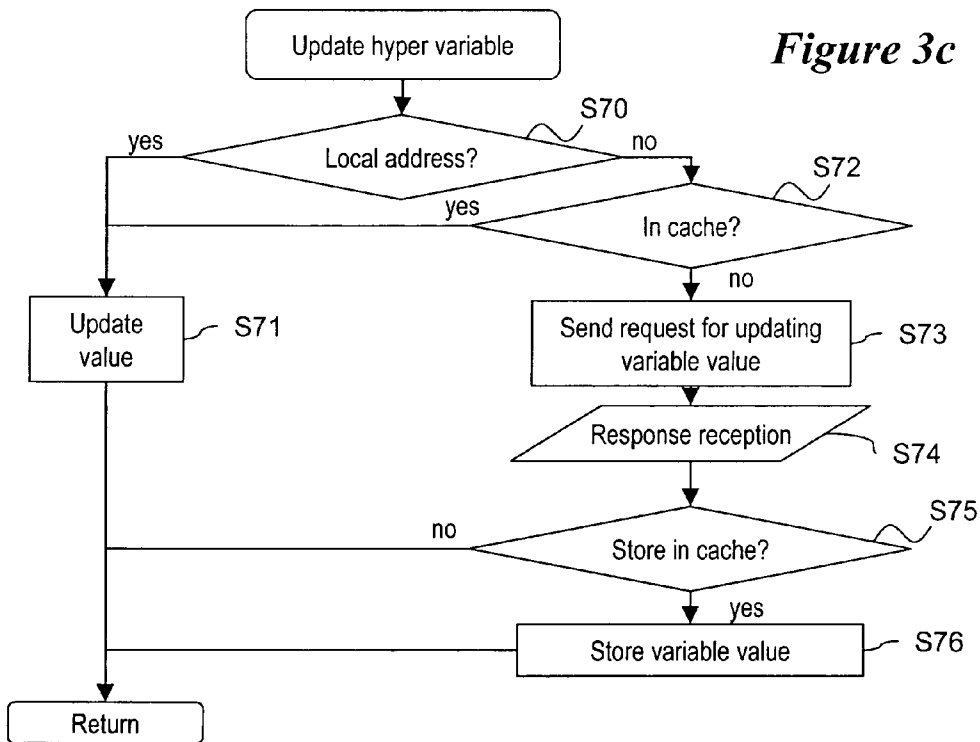 Figure 3c
Update hyper variable
S70
yes
Local address?
no
S72
yes
In cache?
no
Update
value
S71
Send request for updating
variable value
S73
Response reception
S74
S75
no
Store in cache?
yes
Store variable value
S76
Return